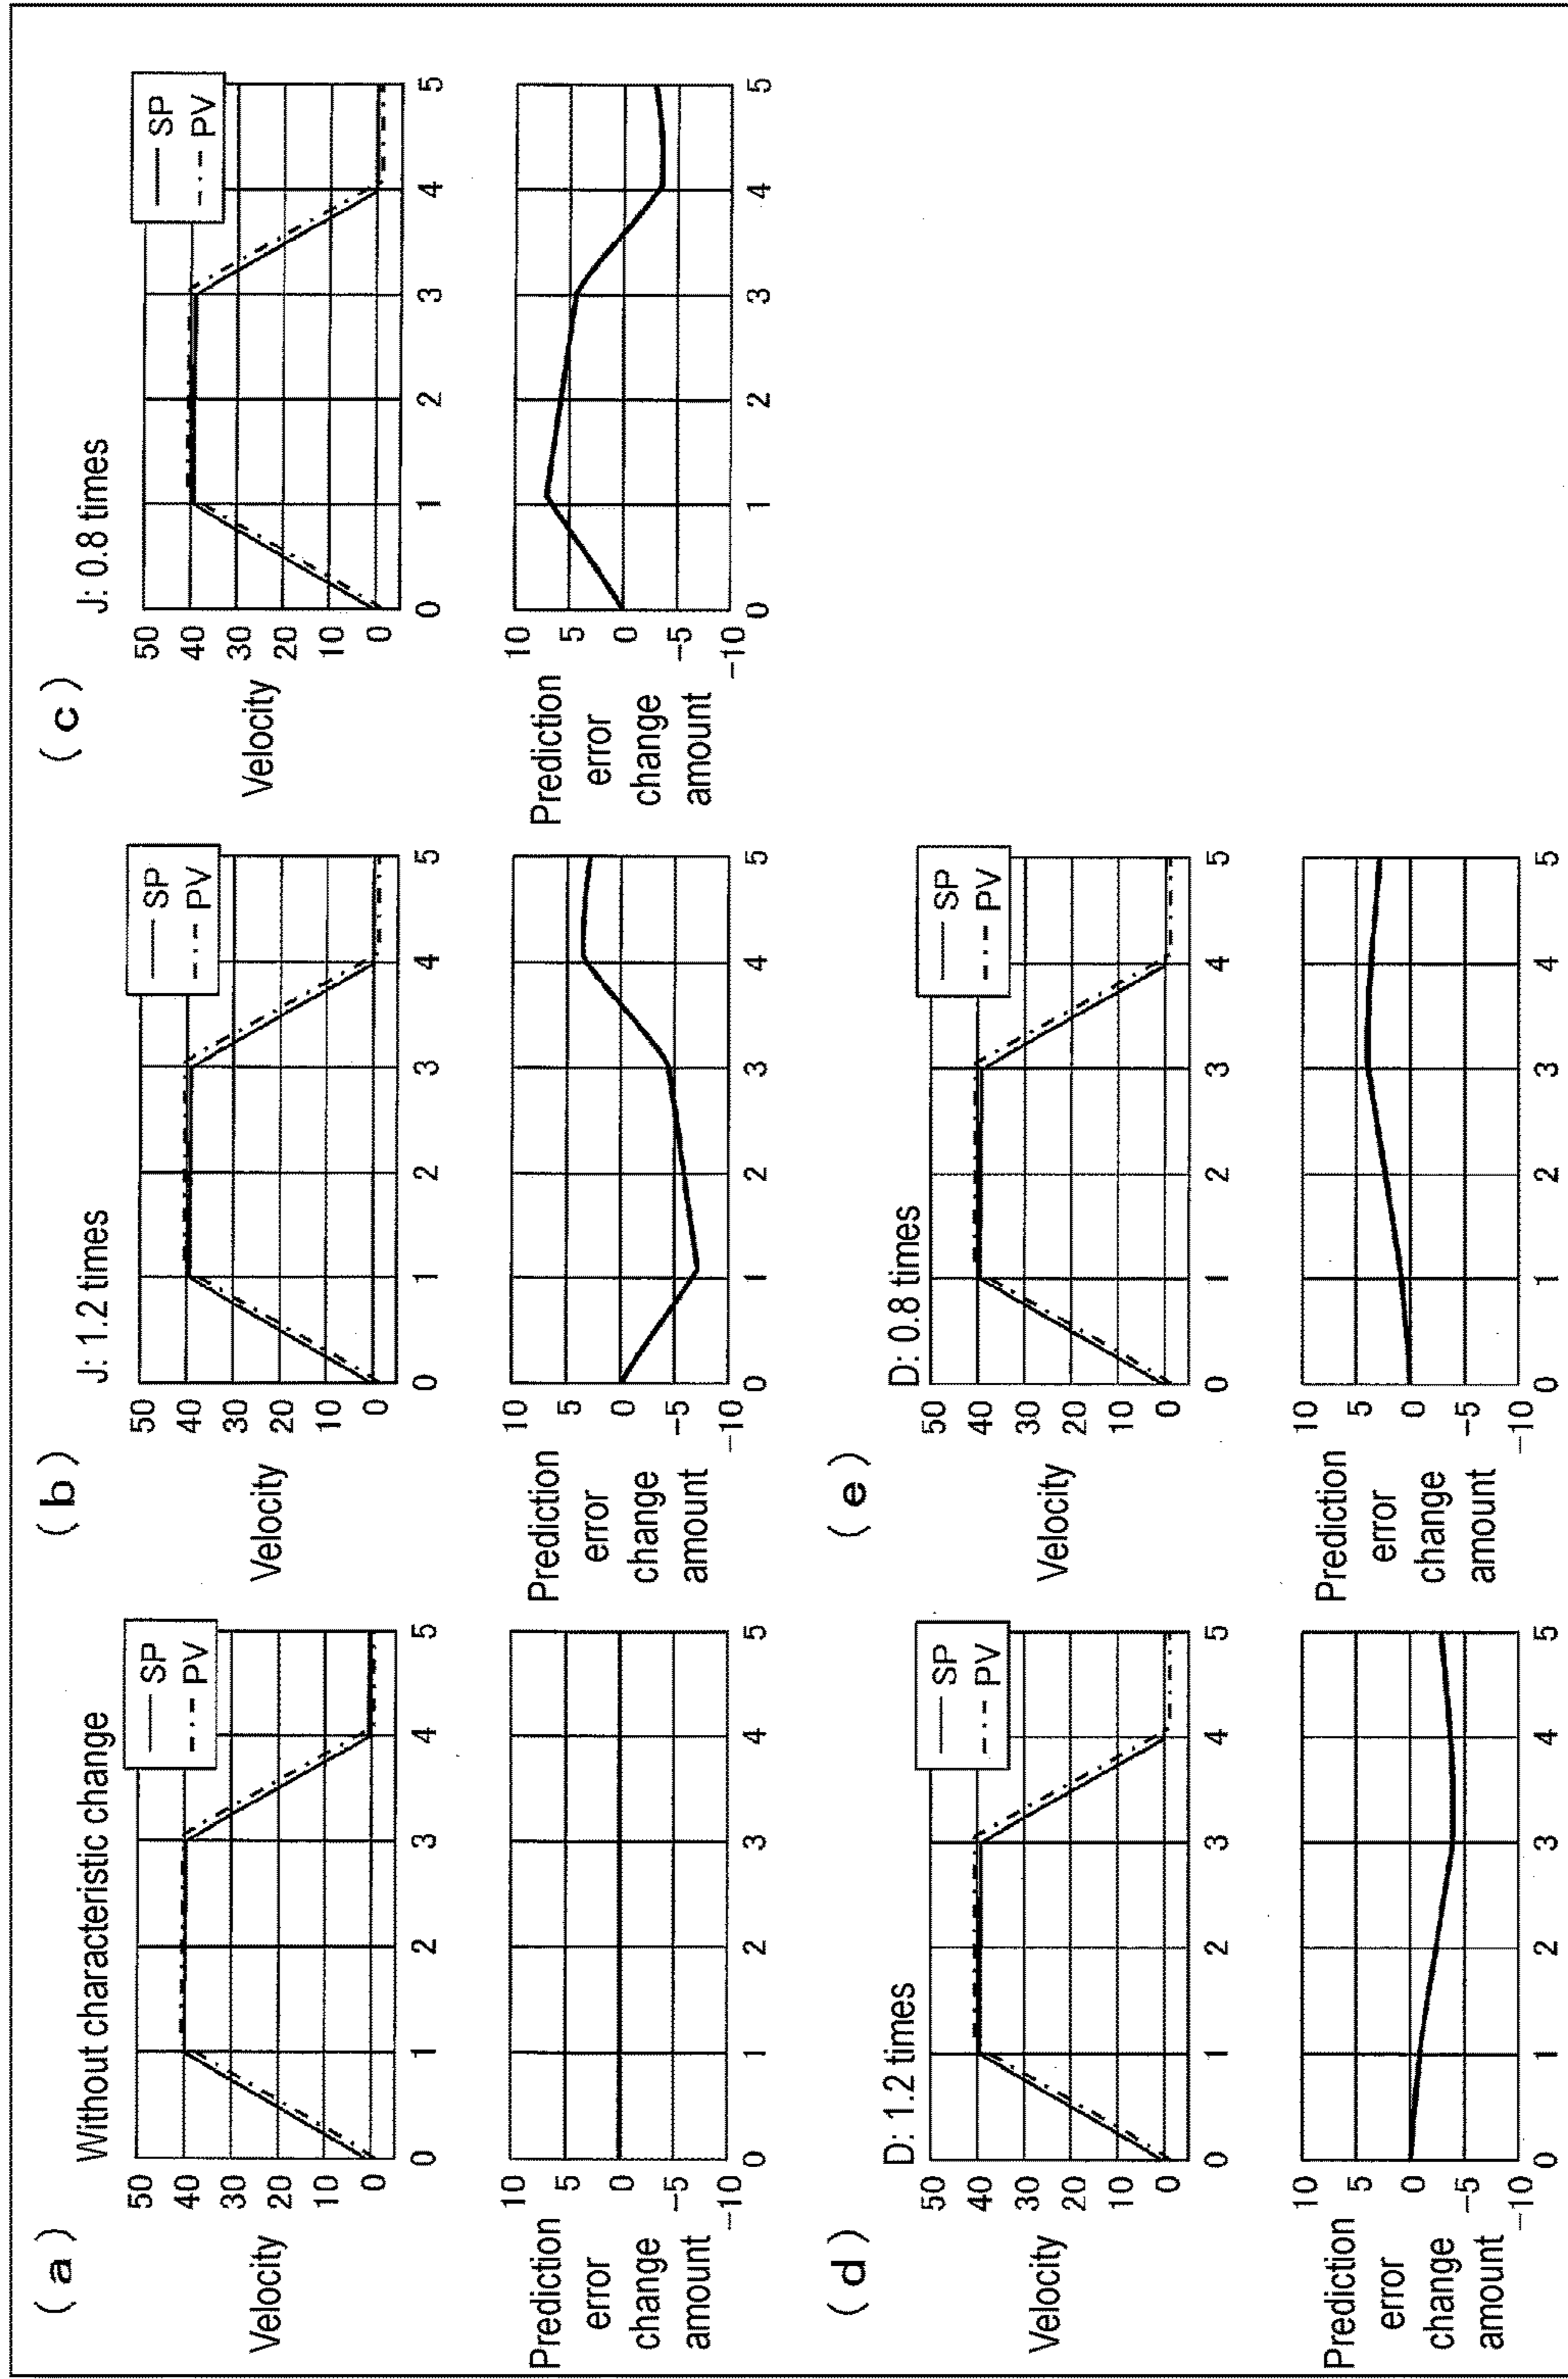 ( a )
Without characteristic change
50
40
30
20
10
0
Velocity
SP
PV
0 1 2 3 4 5
10
5
0
-5
-10
Prediction
error
change
amount
0 1 2 3 4 5
( b )
J: 1.2 times
50
40
30
20
10
0
Velocity
SP
PV
0 1 2 3 4 5
10
5
0
-5
-10
Prediction
error
change
amount
0 1 2 3 4 5
( c )
J: 0.8 times
50
40
30
20
10
0
Velocity
SP
PV
0 1 2 3 4 5
10
5
0
-5
-10
Prediction
error
change
amount
0 1 2 3 4 5
( d )
D: 1.2 times
50
40
30
20
10
0
Velocity
SP
PV
0 1 2 3 4 5
10
5
0
-5
-10
Prediction
error
change
amount
0 1 2 3 4 5
( e )
D: 0.8 times
50
40
30
20
10
0
Velocity
SP
PV
0 1 2 3 4 5
10
5
0
-5
-10
Prediction
error
change
amount
0 1 2 3 4 5